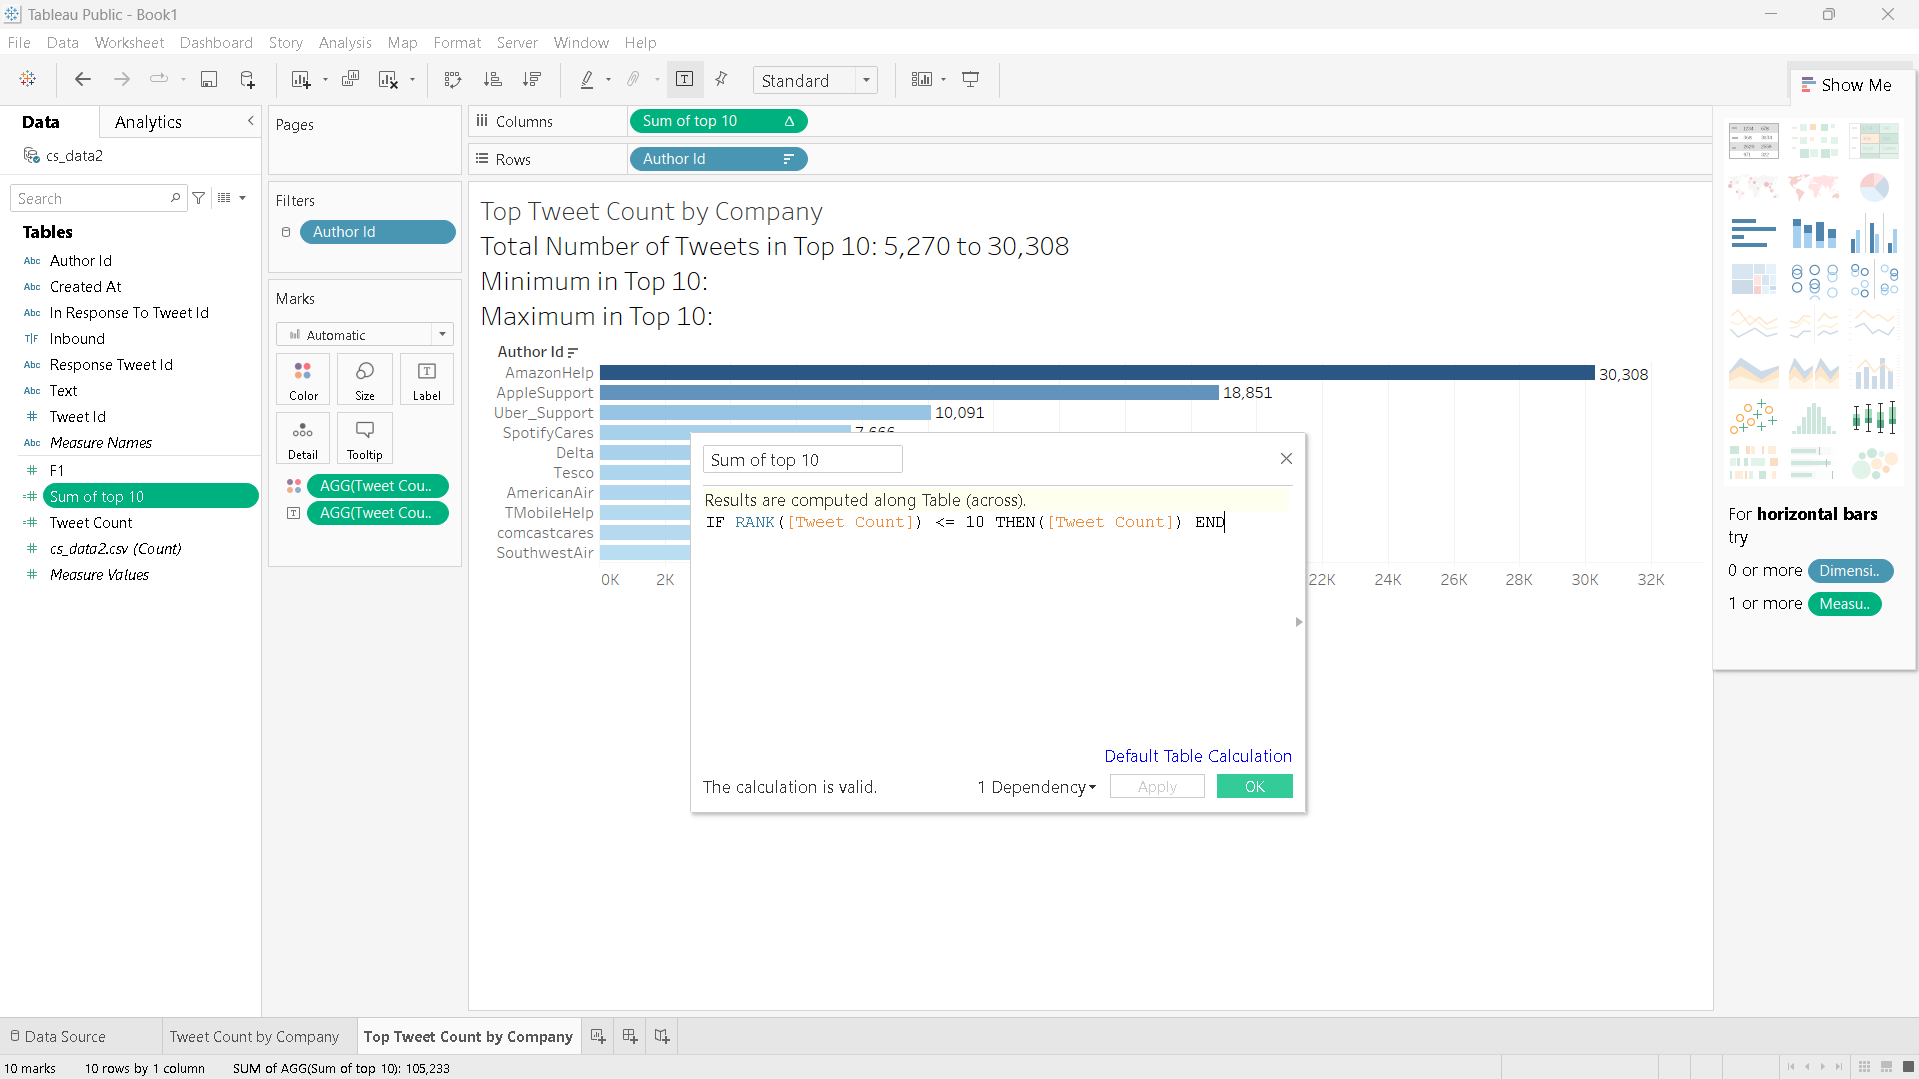 Tableau Public - Book1
File Data Worksheet Dashboard Story Analysis Map Format Server Window Help
Standard
Show Me
Data
Analytics
cs_data2
Search
Tables
Abc Author Id
Abc Created At
Abc In Response To Tweet Id
T|F Inbound
Abc Response Tweet Id
Abc Text
# Tweet Id
Abc Measure Names
# F1
=# Sum of top 10
=# Tweet Count
# cs_data2.csv (Count)
# Measure Values
Pages
Filters
Author Id
Marks
Automatic
Color
Size
Label
Detail
Tooltip
AGG(Tweet Cou..
AGG(Tweet Cou..
Columns
Sum of top 10
Rows
Author Id
Top Tweet Count by Company
Total Number of Tweets in Top 10: 5,270 to 30,308
Minimum in Top 10:
Maximum in Top 10:
Author Id
AmazonHelp 30,308
AppleSupport 18,851
Uber_Support 10,091
SpotifyCares 7,666
Delta
Tesco
AmericanAir
TMobileHelp
comcastcares
SouthwestAir
0K 2K 22K 24K 26K 28K 30K 32K
Sum of top 10
Results are computed along Table (across).
IF RANK([Tweet Count]) <= 10 THEN([Tweet Count]) END
Default Table Calculation
The calculation is valid.
1 Dependency
Apply
OK
For horizontal bars
try
0 or more Dimensi..
1 or more Measu..
Data Source
Tweet Count by Company
Top Tweet Count by Company
10 marks
10 rows by 1 column
SUM of AGG(Sum of top 10): 105,233